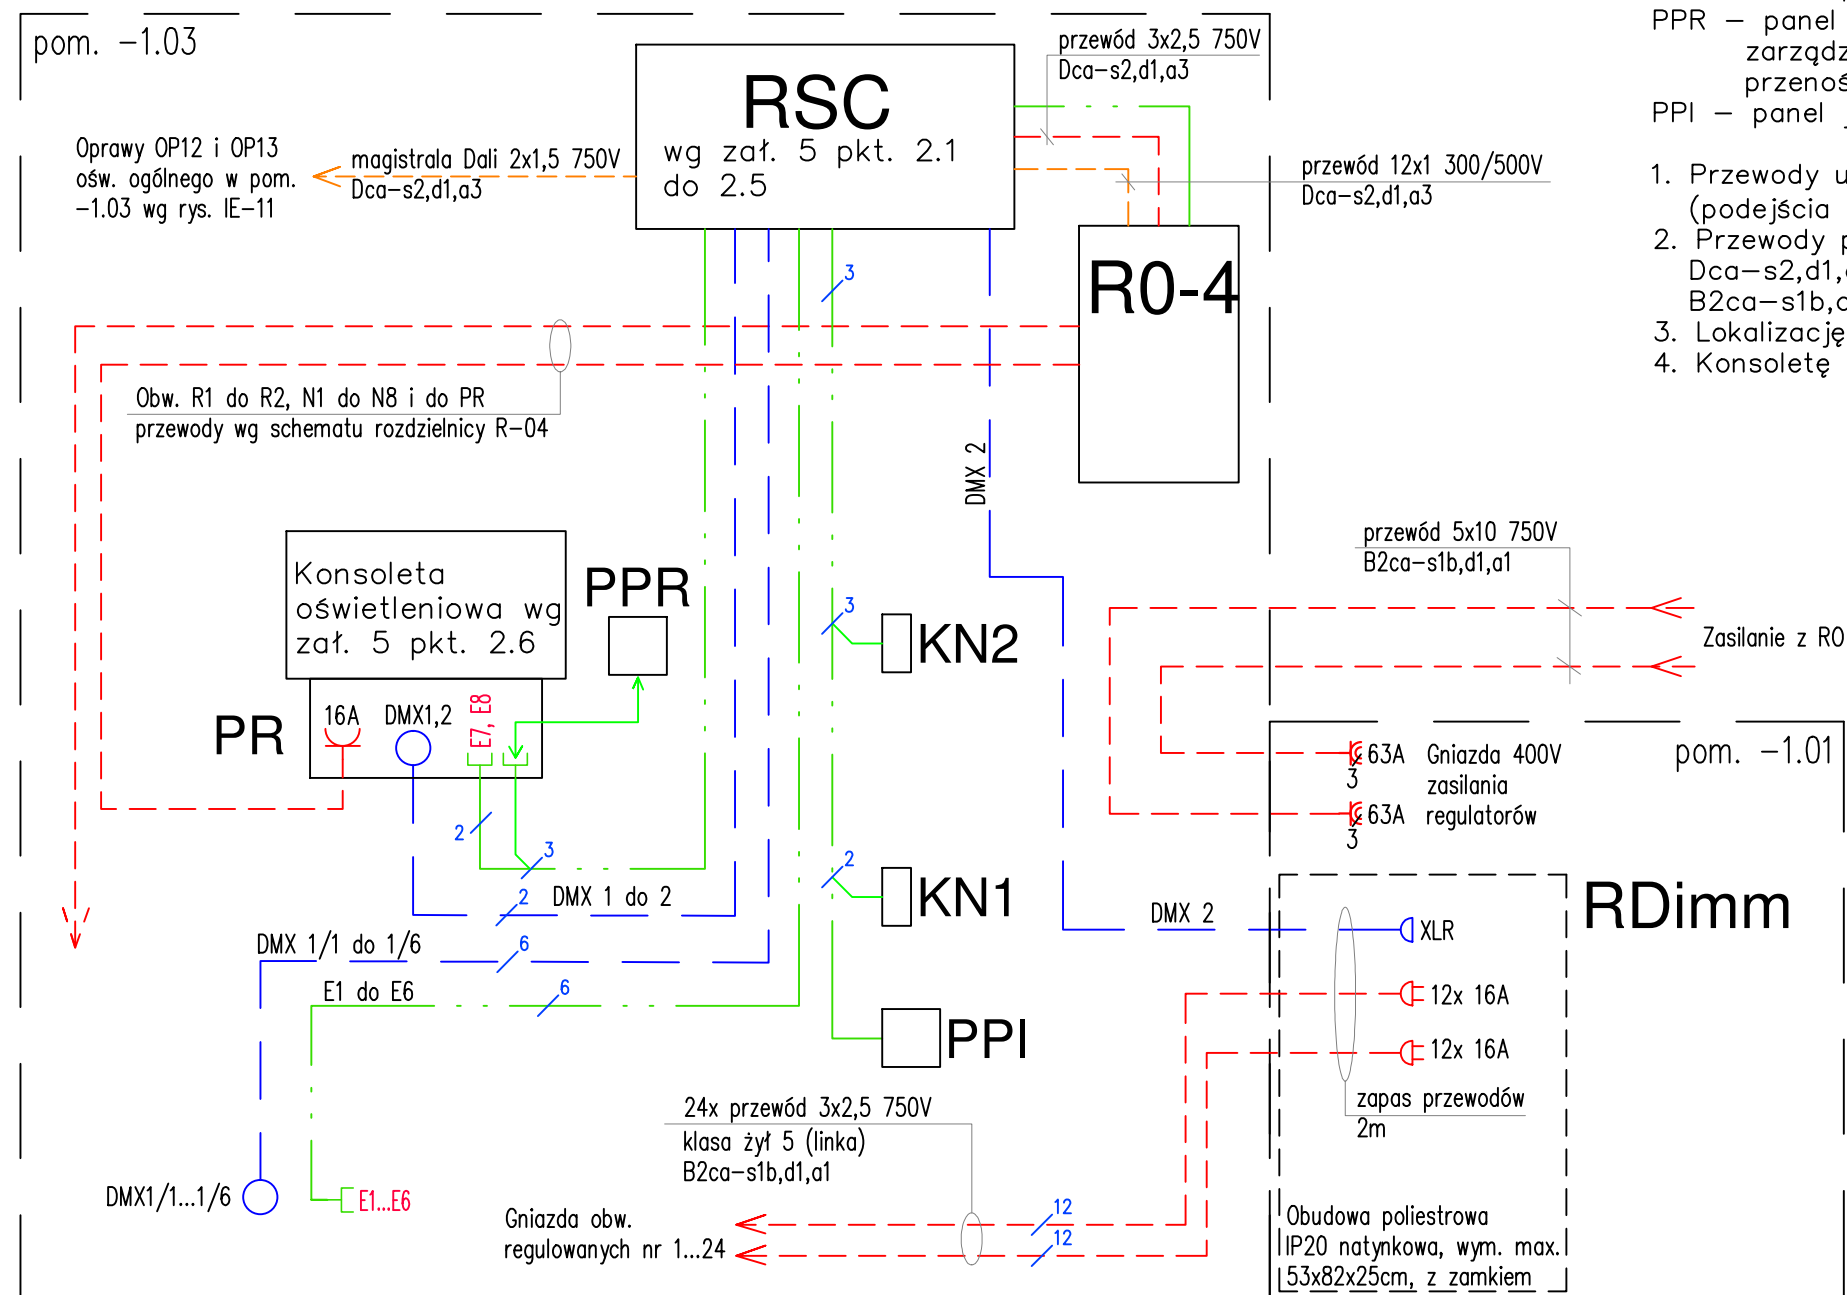 pom. -1.03
RSC
wg zał. 5 pkt. 2.1
do 2.5
przewód 3x2,5 750V
Dca-s2,d1,a3
Oprawy OP12 i OP13
ośw. ogólnego w pom.
-1.03 wg rys. IE-11
magistrala Dali 2x1,5 750V
Dca-s2,d1,a3
przewód 12x1 300/500V
Dca-s2,d1,a3
PPR - panel
zarządz
przenoś
PPI - panel
1. Przewody u
(podejścia
2. Przewody p
Dca-s2,d1,
B2ca-s1b,d
3. Lokalizację
4. Konsoletę
R0-4
3
Obw. R1 do R2, N1 do N8 i do PR
przewody wg schematu rozdzielnicy R-04
DMX 2
Konsoleta
oświetleniowa wg
zał. 5 pkt. 2.6
PPR
3
KN2
przewód 5x10 750V
B2ca-s1b,d1,a1
Zasilanie z R0
PR
16A
DMX1,2
E7, E8
2
3
DMX 1 do 2
2
2
KN1
63A
3
63A
3
Gniazda 400V
zasilania
regulatorów
pom. -1.01
RDimm
DMX 2
XLR
DMX 1/1 do 1/6
6
E1 do E6
6
PPI
12x 16A
12x 16A
zapas przewodów
2m
24x przewód 3x2,5 750V
klasa żył 5 (linka)
B2ca-s1b,d1,a1
DMX1/1...1/6
E1...E6
Gniazda obw.
regulowanych nr 1...24
12
12
Obudowa poliestrowa
IP20 natynkowa, wym. max.
53x82x25cm, z zamkiem